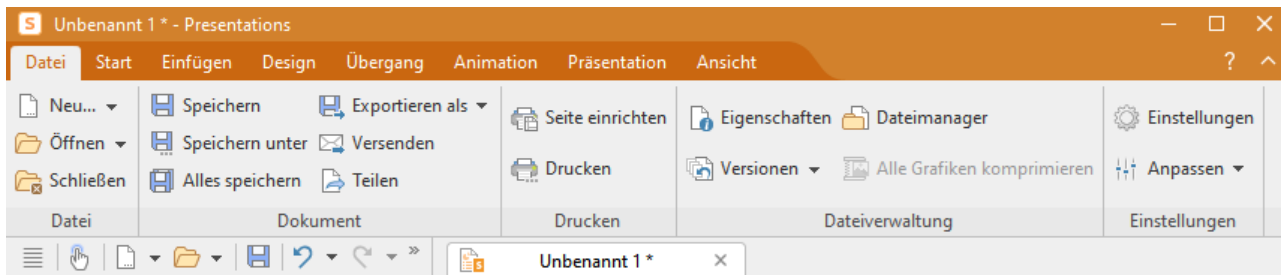 S Unbenannt 1 * - Presentations
Datei Start Einfügen Design Übergang Animation Präsentation Ansicht ?
Neu... Speichern Exportieren als Seite einrichten Eigenschaften Dateimanager Einstellungen
Öffnen Speichern unter Versenden
Schließen Alles speichern Teilen Drucken Versionen Alle Grafiken komprimieren Anpassen
Datei Dokument Drucken Dateiverwaltung Einstellungen
» Unbenannt 1 *